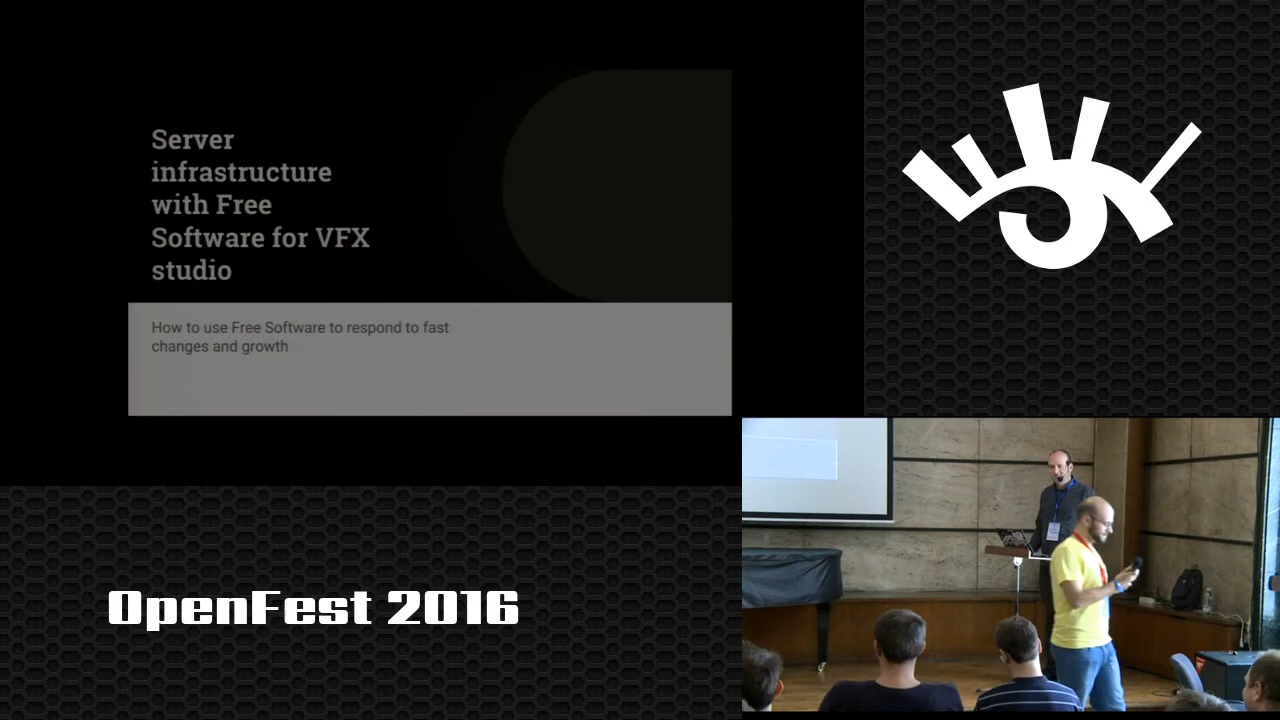 Server
infrastructure
with Free
Software for VFX
studio
How to use Free Software to respond to fast
changes and growth
OpenFest 2016